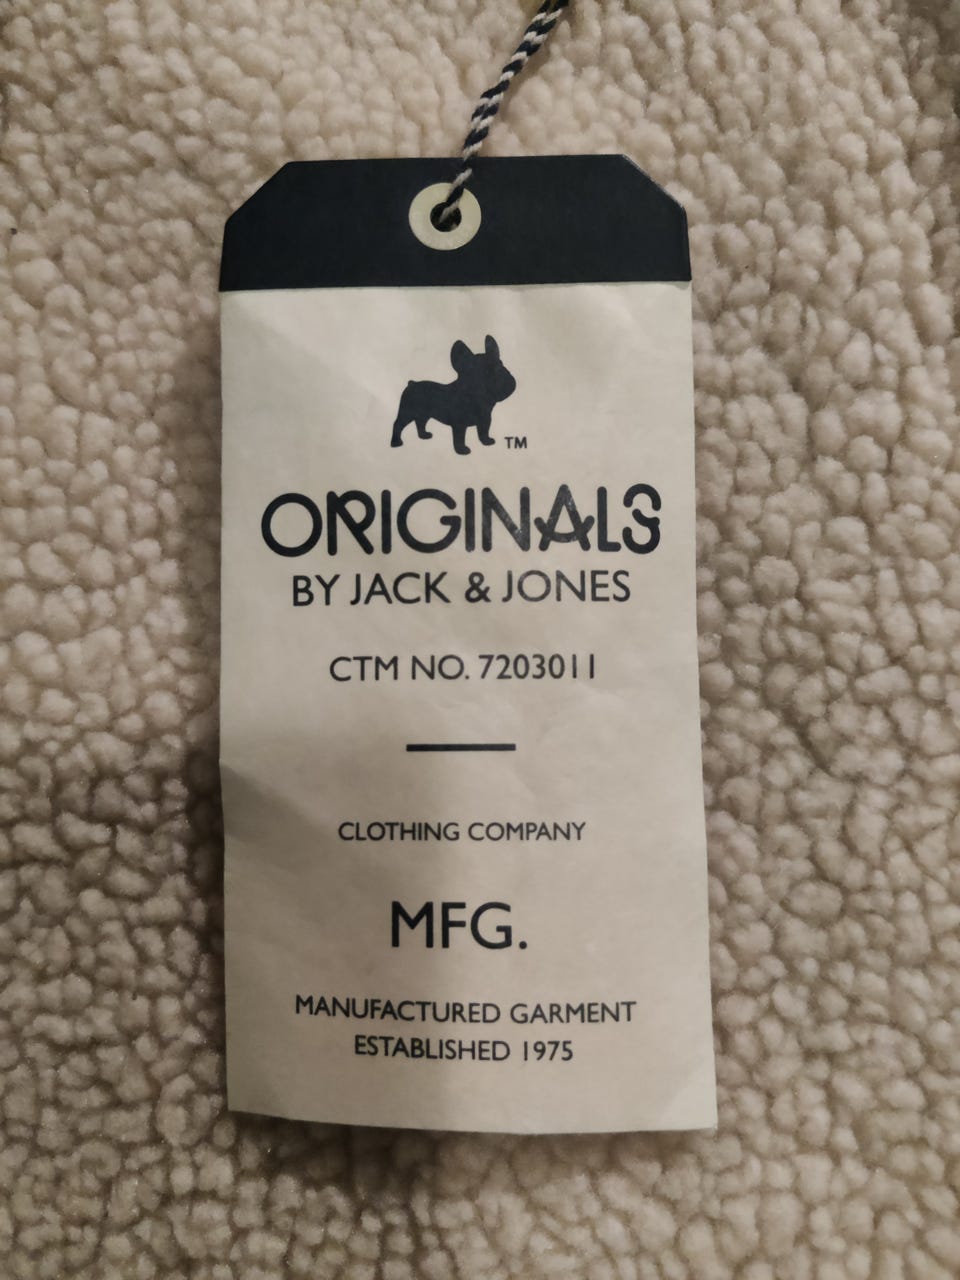 TM
ORIGINALS
BY JACK & JONES
CTM NO. 7203011
CLOTHING COMPANY
MFG.
MANUFACTURED GARMENT
ESTABLISHED 1975